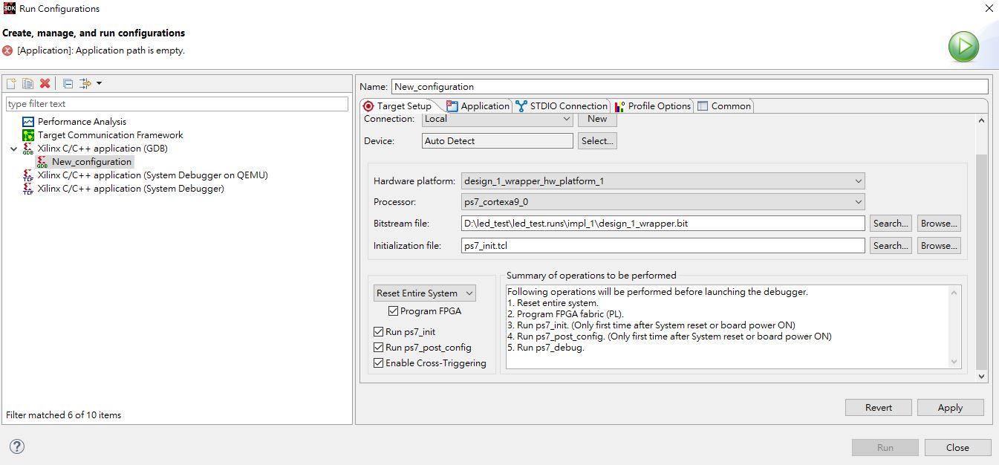 SDK Run Configurations
Create, manage, and run configurations
[Application]: Application path is empty.
type filter text
Performance Analysis
Target Communication Framework
GDB Xilinx C/C++ application (GDB)
GDB New_configuration
TCF Xilinx C/C++ application (System Debugger on QEMU)
TCF Xilinx C/C++ application (System Debugger)
Filter matched 6 of 10 items
Name: New_configuration
Target Setup Application STDIO Connection Profile Options Common
Connection: Local New
Device: Auto Detect Select...
Hardware platform: design_1_wrapper_hw_platform_1
Processor: ps7_cortexa9_0
Bitstream file: D:\led_test\led_test.runs\impl_1\design_1_wrapper.bit Search... Browse...
Initialization file: ps7_init.tcl Search... Browse...
Reset Entire System
Program FPGA
Run ps7_init
Run ps7_post_config
Enable Cross-Triggering
Summary of operations to be performed
Following operations will be performed before launching the debugger.
1. Reset entire system.
2. Program FPGA fabric (PL).
3. Run ps7_init. (Only first time after System reset or board power ON)
4. Run ps7_post_config. (Only first time after System reset or board power ON)
5. Run ps7_debug.
Revert Apply
? Run Close